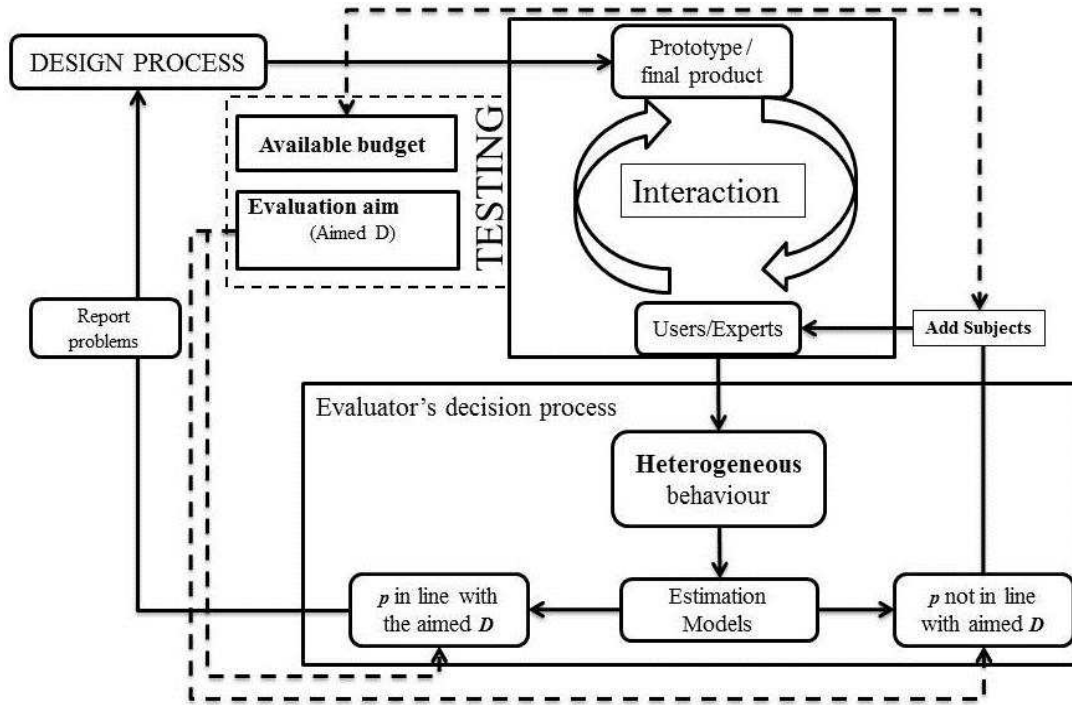 DESIGN PROCESS
Prototype /
final product
Available budget
Evaluation aim
(Aimed D)
TESTING
Interaction
Report
problems
Users/Experts
Add Subjects
Evaluator’s decision process
Heterogeneous
behaviour
p in line with
the aimed D
Estimation
Models
p not in line
with aimed D